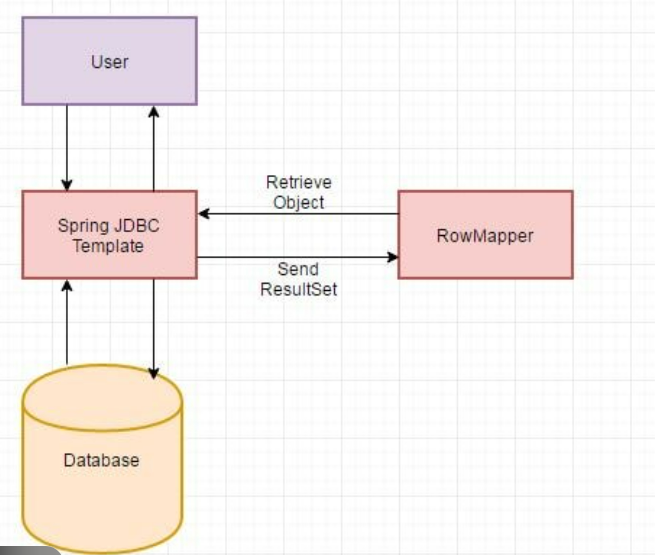 User
Retrieve
Object
Spring JDBC
Template
RowMapper
Send
ResultSet
Database